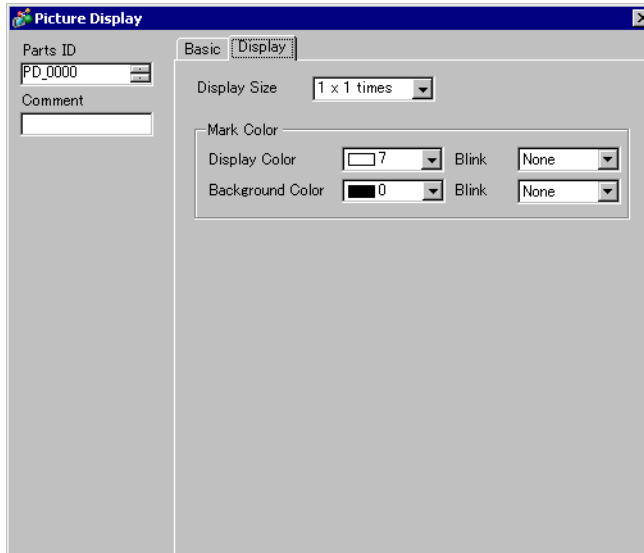 Picture Display
Parts ID
PD_0000
Comment
Basic
Display
Display Size
1 x 1 times
Mark Color
Display Color
7
Blink
None
Background Color
0
Blink
None